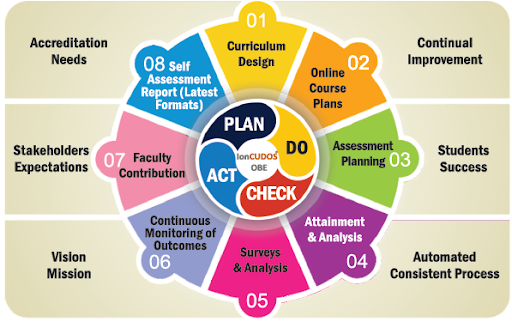 Accreditation
Needs
Stakeholders
Expectations
Vision
Mission
01
Curriculum
Design
02
Online
Course
Plans
Assessment
Planning
03
Attainment
& Analysis
04
Surveys
& Analysis
05
Continuous
Monitoring of
Outcomes
06
07
Faculty
Contribution
08 Self
Assessment
Report (Latest
Formats)
PLAN
DO
CHECK
ACT
IonCUDOS
OBE
Continual
Improvement
Students
Success
Automated
Consistent Process